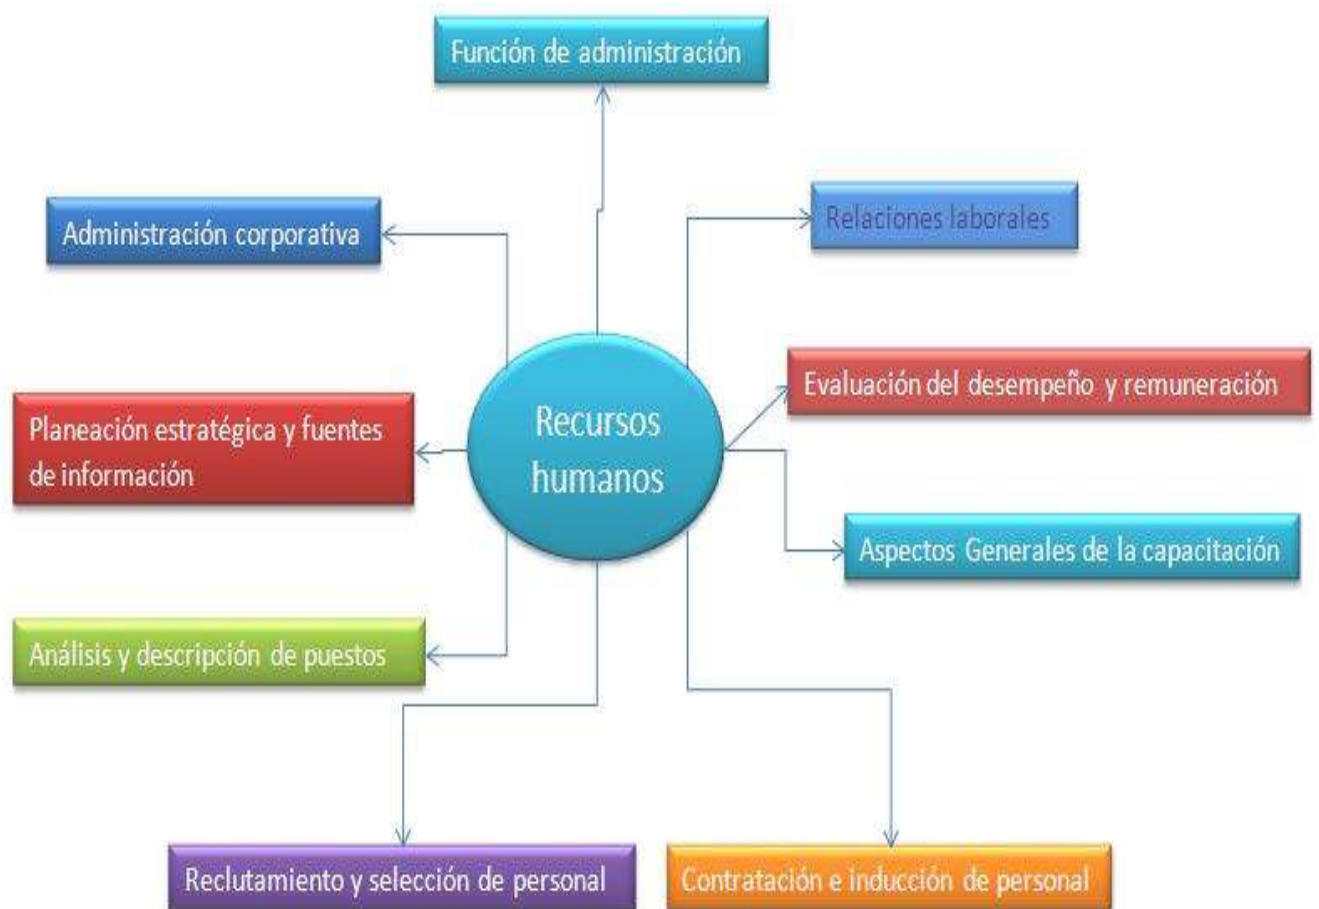 Función de administración
Relaciones laborales
Administración corporativa
Evaluación del desempeño y remuneración
Recursos
humanos
Planeación estratégica y fuentes
de información
Aspectos Generales de la capacitación
Análisis y descripción de puestos
Reclutamiento y selección de personal
Contratación e inducción de personal